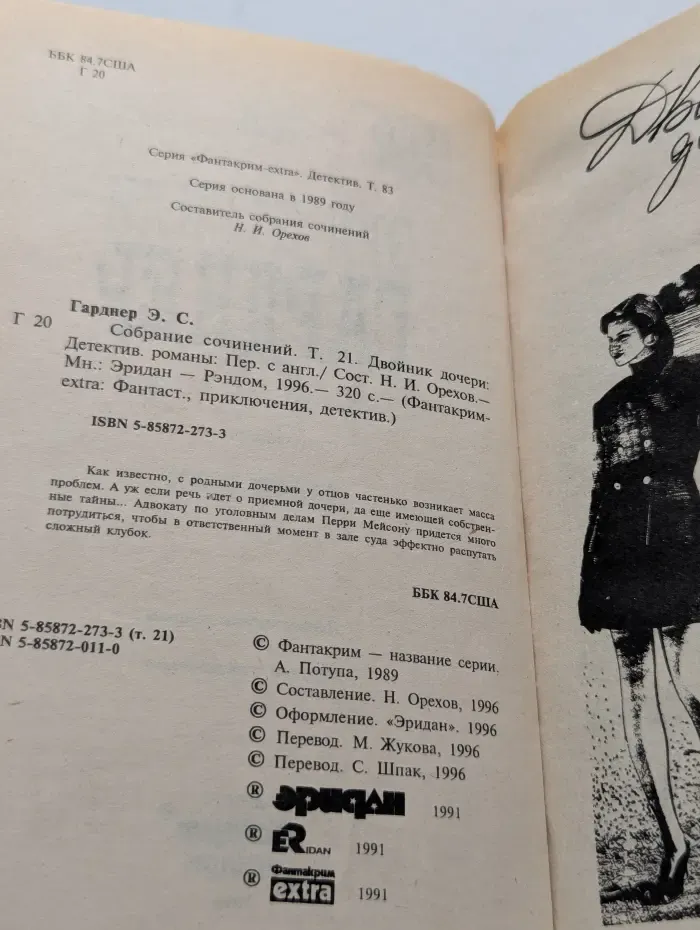 ББК 84.7США
Г 20
Серия «Фантакрим-extra». Детектив. Т. 83
Серия основана в 1989 году
Составитель собрания сочинений
Н. И. Орехов
Гарднер Э. С.
Г 20
Собрание сочинений. Т. 21. Двойник дочери:
Детектив. романы: Пер. с англ./ Сост. Н. И. Орехов.—
Мн.: Эридан — Рэндом, 1996.— 320 с.— (Фантакрим-
extra: Фантаст., приключения, детектив.)
ISBN 5-85872-273-3
Как известно, с родными дочерьми у отцов частенько возникает масса
проблем. А уж если речь идет о приемной дочери, да еще имеющей собствен-
ные тайны... Адвокату по уголовным делам Перри Мейсону придется много
потрудиться, чтобы в ответственный момент в зале суда эффектно распутать
сложный клубок.
ББК 84.7США
BN 5-85872-273-3 (т. 21)
N 5-85872-011-0
© Фантакрим — название серии.
А. Потупа, 1989
© Составление. Н. Орехов, 1996
© Оформление. «Эридан». 1996
© Перевод. М. Жукова, 1996
© Перевод. С. Шпак, 1996
® эридан 1991
® ERIDAN 1991
® Фантакрим extra 1991